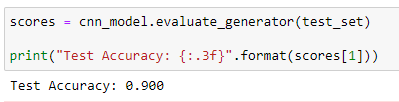 scores = cnn_model.evaluate_generator(test_set)
print("Test Accuracy: {:.3f}".format(scores[1]))
Test Accuracy: 0.900